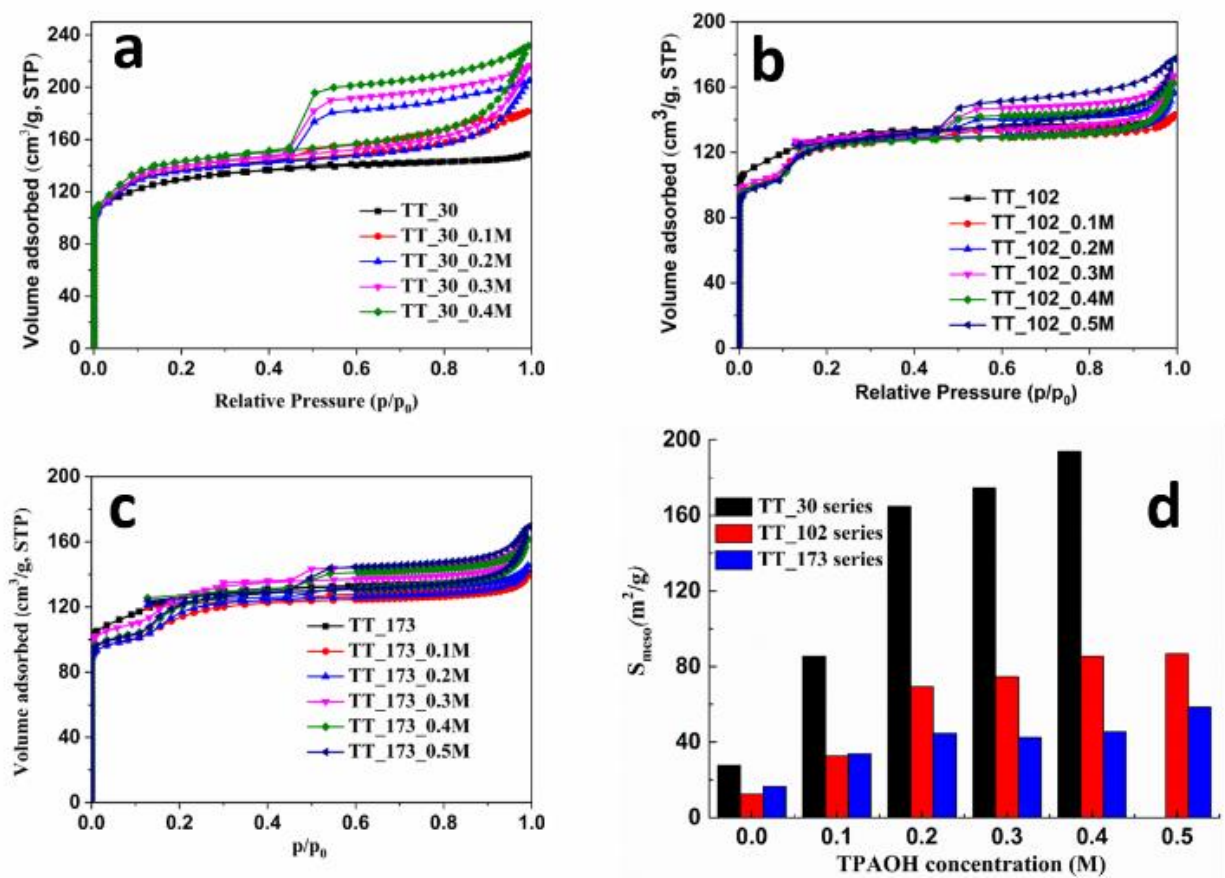 a
Volume adsorbed (cm³/g, STP)
240
200
160
120
80
40
0
TT_30
TT_30_0.1M
TT_30_0.2M
TT_30_0.3M
TT_30_0.4M
0.0 0.2 0.4 0.6 0.8 1.0
Relative Pressure (p/p₀)
b
Volume adsorbed (cm³/g, STP)
200
160
120
80
40
0
TT_102
TT_102_0.1M
TT_102_0.2M
TT_102_0.3M
TT_102_0.4M
TT_102_0.5M
0.0 0.2 0.4 0.6 0.8 1.0
Relative Pressure (p/p₀)
c
Volume adsorbed (cm³/g, STP)
200
160
120
80
40
0
TT_173
TT_173_0.1M
TT_173_0.2M
TT_173_0.3M
TT_173_0.4M
TT_173_0.5M
0.0 0.2 0.4 0.6 0.8 1.0
p/p₀
d
S_meso(m²/g)
200
160
120
80
40
0
TT_30 series
TT_102 series
TT_173 series
0.0 0.1 0.2 0.3 0.4 0.5
TPAOH concentration (M)